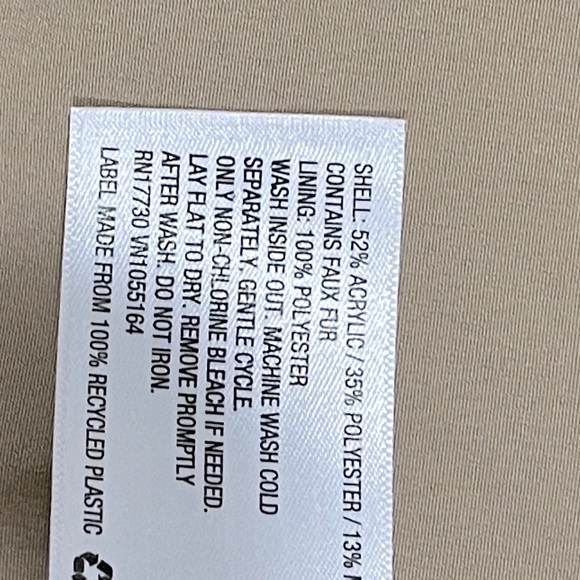 SHELL: 52% ACRYLIC / 35% POLYESTER / 13%
CONTAINS FAUX FUR
LINING: 100% POLYESTER
WASH INSIDE OUT. MACHINE WASH COLD
SEPARATELY. GENTLE CYCLE.
ONLY NON-CHLORINE BLEACH IF NEEDED.
LAY FLAT TO DRY. REMOVE PROMPTLY
AFTER WASH. DO NOT IRON.
RN17730 VN1055164
LABEL MADE FROM 100% RECYCLED PLASTIC